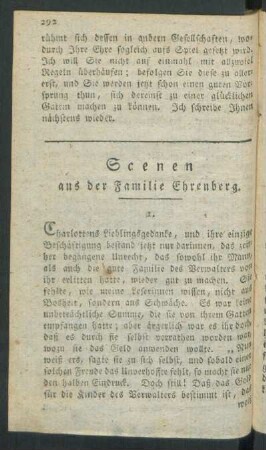 292
rühmt sich dessen in andern Gesellschaften, wo-
durch Ihre Ehre sogleich aufs Spiel gesetzt wird.
Ich will Sie nicht auf einmahl mit allzuviel
Regeln überhäufen; befolgen Sie diese zu aller-
erst, und Sie werden jetzt schon einen guten Vor-
sprung thun, sich dereinst zu einer glücklichen
Gattin machen zu können. Ich schreibe Ihnen
nächstens wieder.
Scenen
aus der Familie Ehrenberg.
Charlottens Lieblingsgedanke, und ihre einzige
Beschäftigung bestand jetzt nur darinnen, das zeit-
her begangene Unrecht, das sowohl ihr Mann,
als auch die gute Familie des Verwalters von
ihr erlitten hatte, wieder gut zu machen. Sie
fehlte, wie meine Leserinnen wissen, nicht aus
Bosheit, sondern aus Schwäche. Es war keine
unbeträchtliche Summe, die sie von ihrem Gatten
empfangen hatte; aber ärgerlich war es ihr doch,
daß es durch sie selbst verrathen worden war,
wozu sie das Geld anwenden wollte. „Nun
weiß ers, sagte sie zu sich selbst, und sobald einer
solchen Freude das Unverhoffte fehlt, so macht sie nur
den halben Eindruck. Doch still! Daß das Geld
für die Kinder des Verwalters bestimmt ist, das
weis